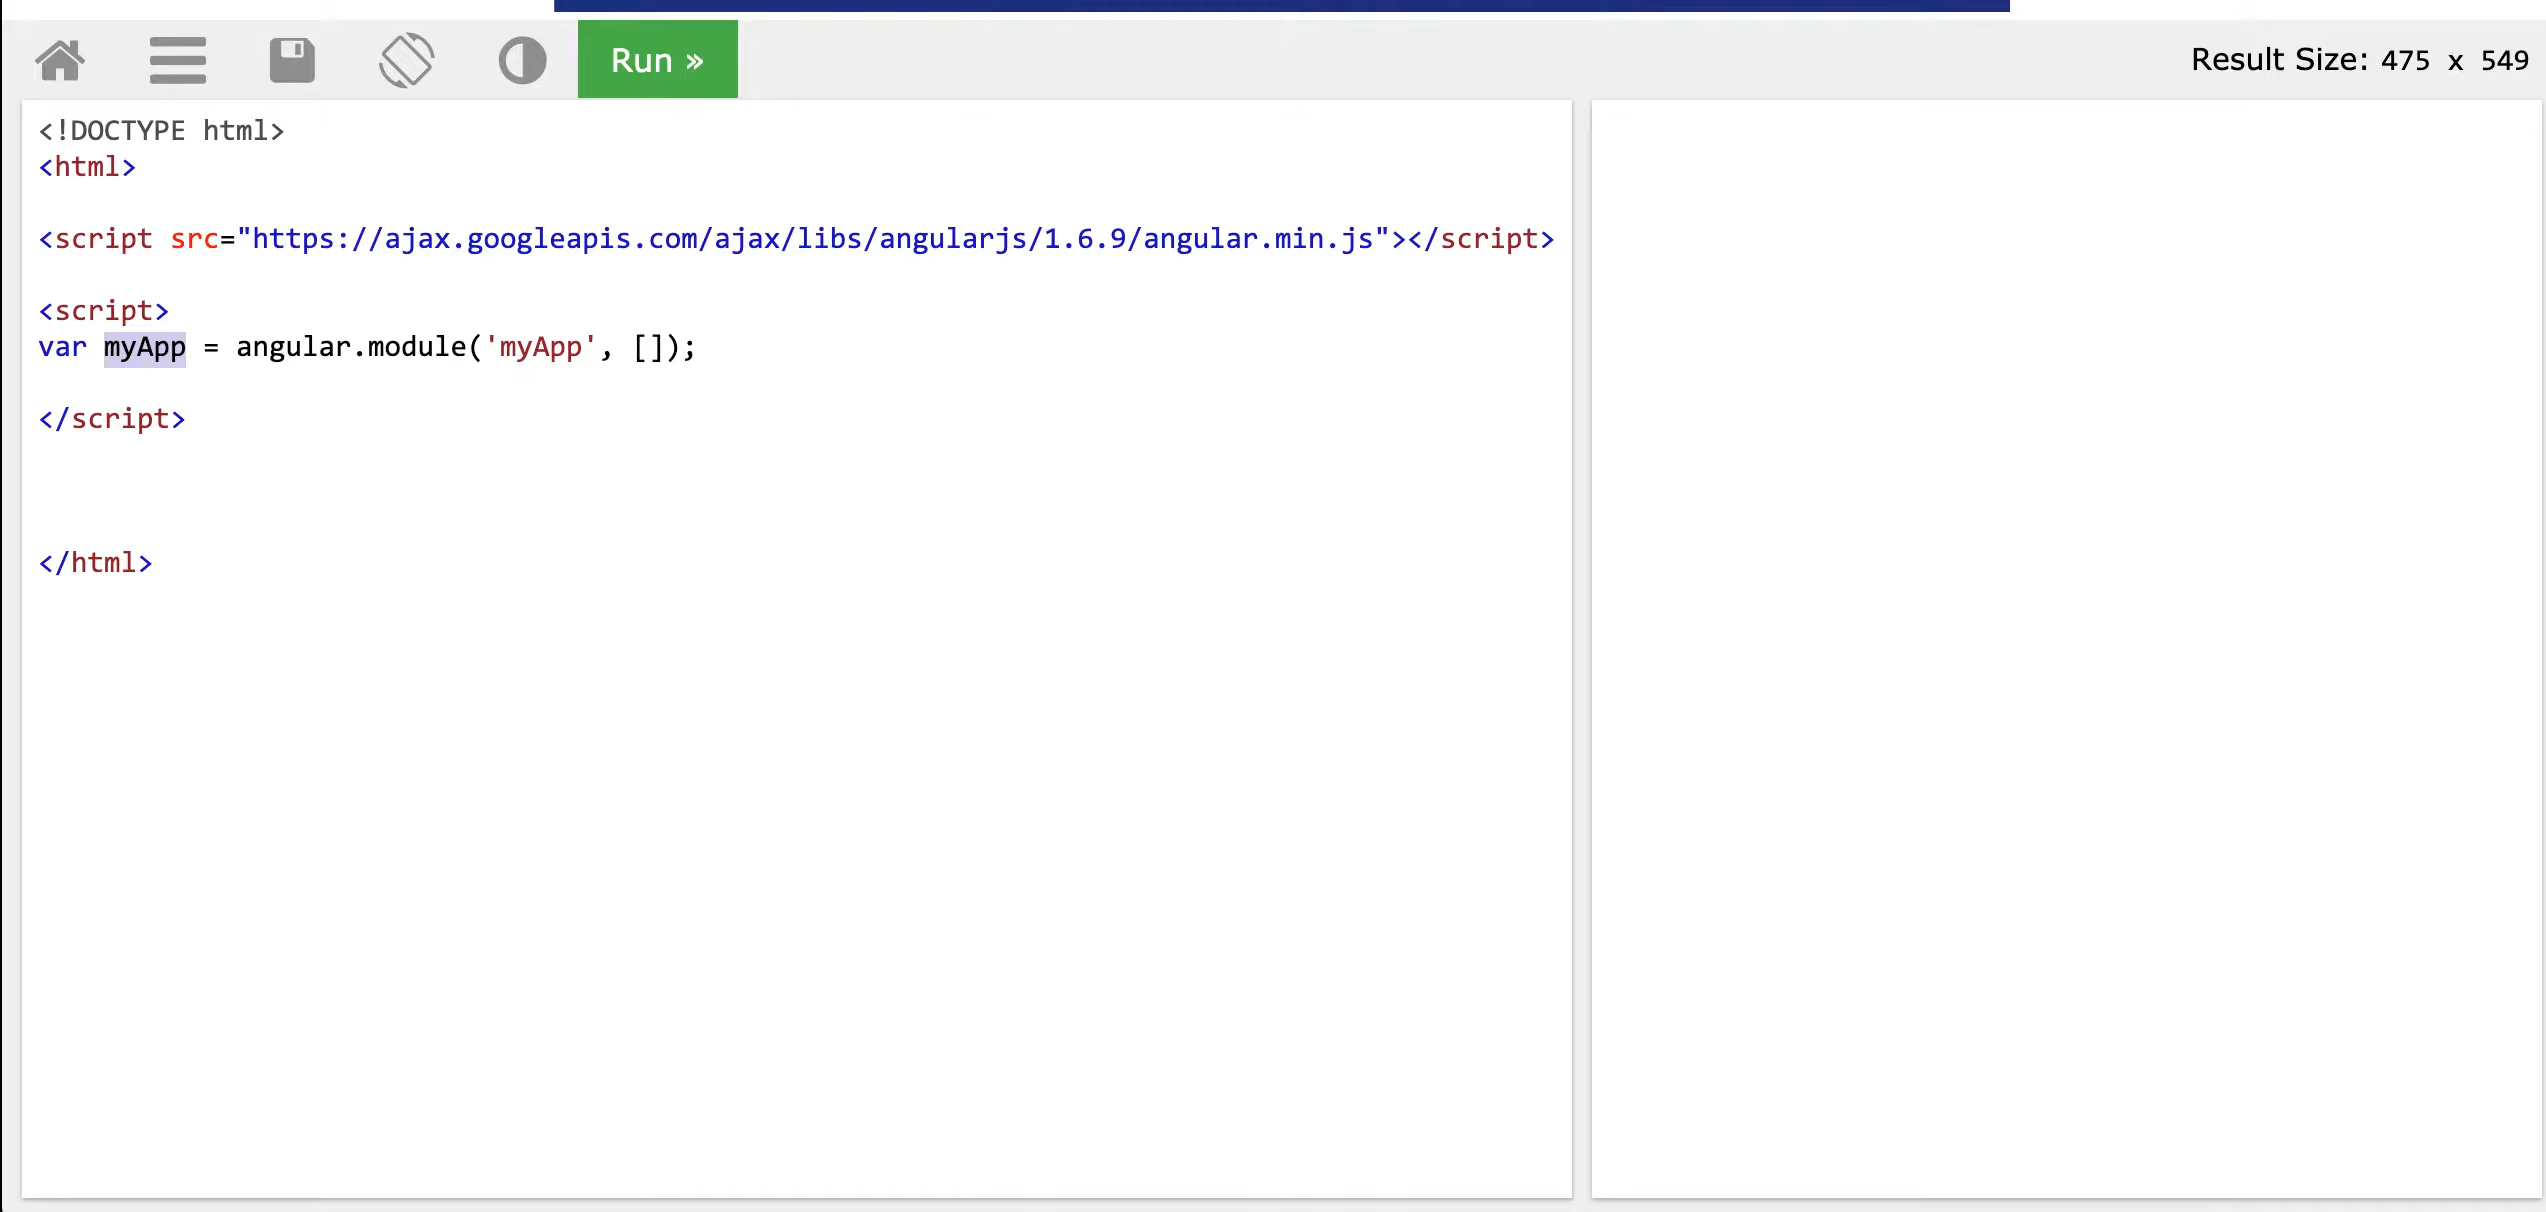 Run »
Result Size: 475 x 549
<!DOCTYPE html>
<html>
<script src="https://ajax.googleapis.com/ajax/libs/angularjs/1.6.9/angular.min.js"></script>
<script>
var myApp = angular.module('myApp', []);
</script>
</html>